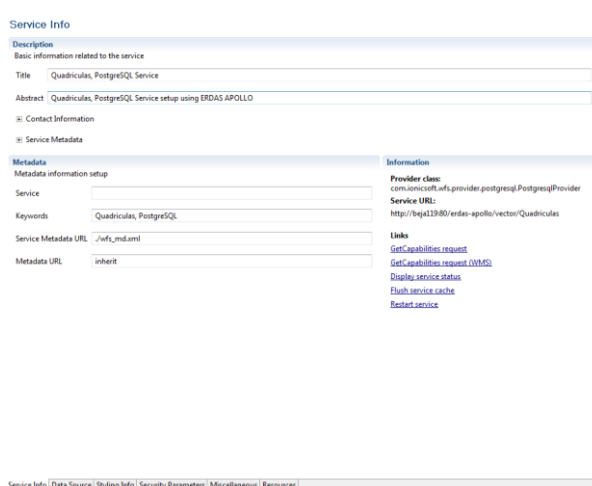 Service Info
Description
Basic information related to the service
Title Quadriculas, PostgreSQL Service
Abstract Quadriculas, PostgreSQL Service setup using ERDAS APOLLO
Contact Information
Service Metadata
Metadata
Metadata information setup
Service
Keywords Quadriculas, PostgreSQL
Service Metadata URL ./wfs_md.xml
Metadata URL inherit
Information
Provider class:
com.ionicsoft.wfs.provider.postgresql.PostgresqlProvider
Service URL:
http://beja119:80/erdas-apollo/vector/Quadriculas
Links
GetCapabilities request
GetCapabilities request (WMS)
Display service status
Flush service cache
Restart service
Service Info Data Source Styling Info Security Parameters Miscellaneous Resources